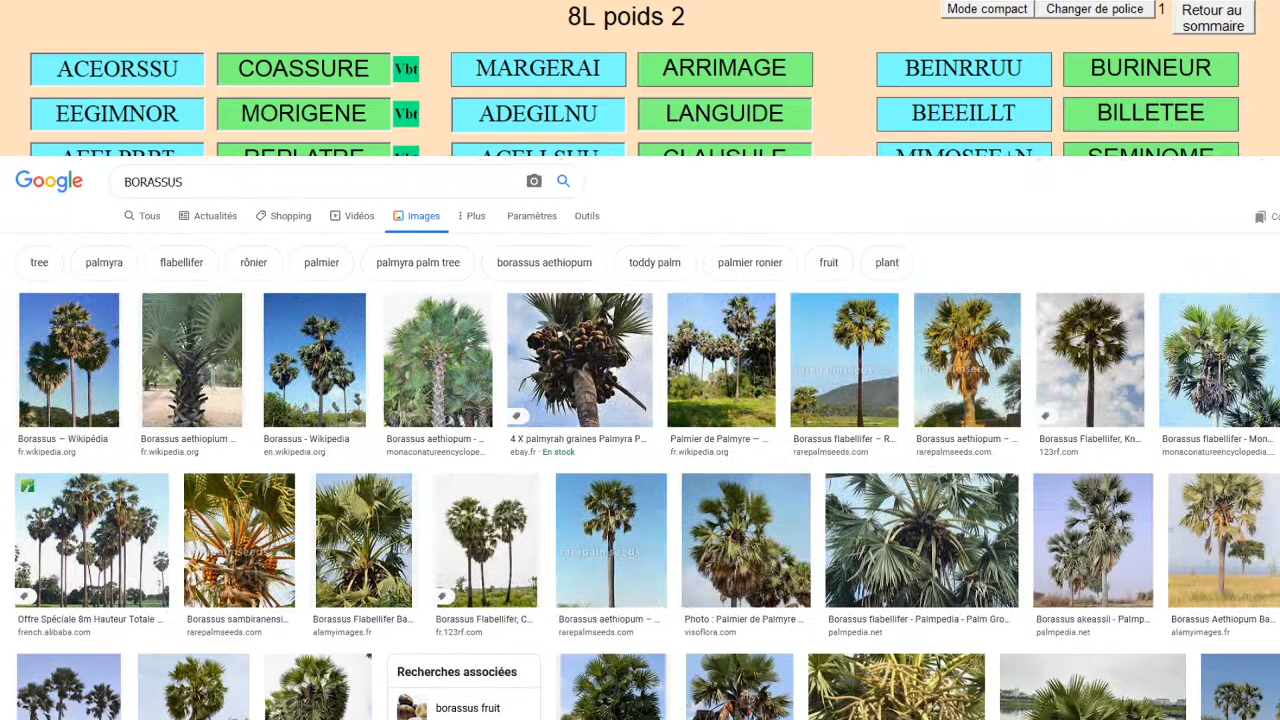 8L poids 2
Mode compact
Changer de police
1
Retour au
sommaire
ACEORSSU COASSURE Vbt MARGERAI ARRIMAGE BEINRRUU BURINEUR
EEGIMNOR MORIGENE Vbt ADEGILNU LANGUIDE BEEEILLT BILLETEE
Google
BORASSUS
Tous Actualités Shopping Vidéos Images Plus Paramètres Outils
tree palmyra flabellifer rônier palmier palmyra palm tree borassus aethiopum toddy palm palmier ronier fruit plant
rarepalmseeds
rarepalmseeds
Borassus — Wikipédia
fr.wikipedia.org
Borassus aethiopium ...
fr.wikipedia.org
Borassus - Wikipedia
en.wikipedia.org
Borassus aethiopum - ...
monaconatureencyclope...
4 X palmyrah graines Palmyra P...
ebay.fr · En stock
Palmier de Palmyre — ...
fr.wikipedia.org
Borassus flabellifer – R...
rarepalmseeds.com
Borassus aethiopum – ...
rarepalmseeds.com
Borassus Flabellifer, Kn...
123rf.com
Borassus flabellifer - Mon...
monaconatureencyclopedia....
rarepalmseeds
rarepalmseeds
Offre Spéciale 8m Hauteur Totale ...
french.alibaba.com
Borassus sambiranensi...
rarepalmseeds.com
Borassus Flabellifer Ba...
alamyimages.fr
Borassus Flabellifer, C...
fr.123rf.com
Borassus aethiopum – ...
rarepalmseeds.com
Photo : Palmier de Palmyre ...
visoflora.com
Borassus flabellifer - Palmpedia - Palm Gro...
palmpedia.net
Borassus akeassii - Palmp...
palmpedia.net
Borassus Aethiopum Ba...
alamyimages.fr
Recherches associées
borassus fruit